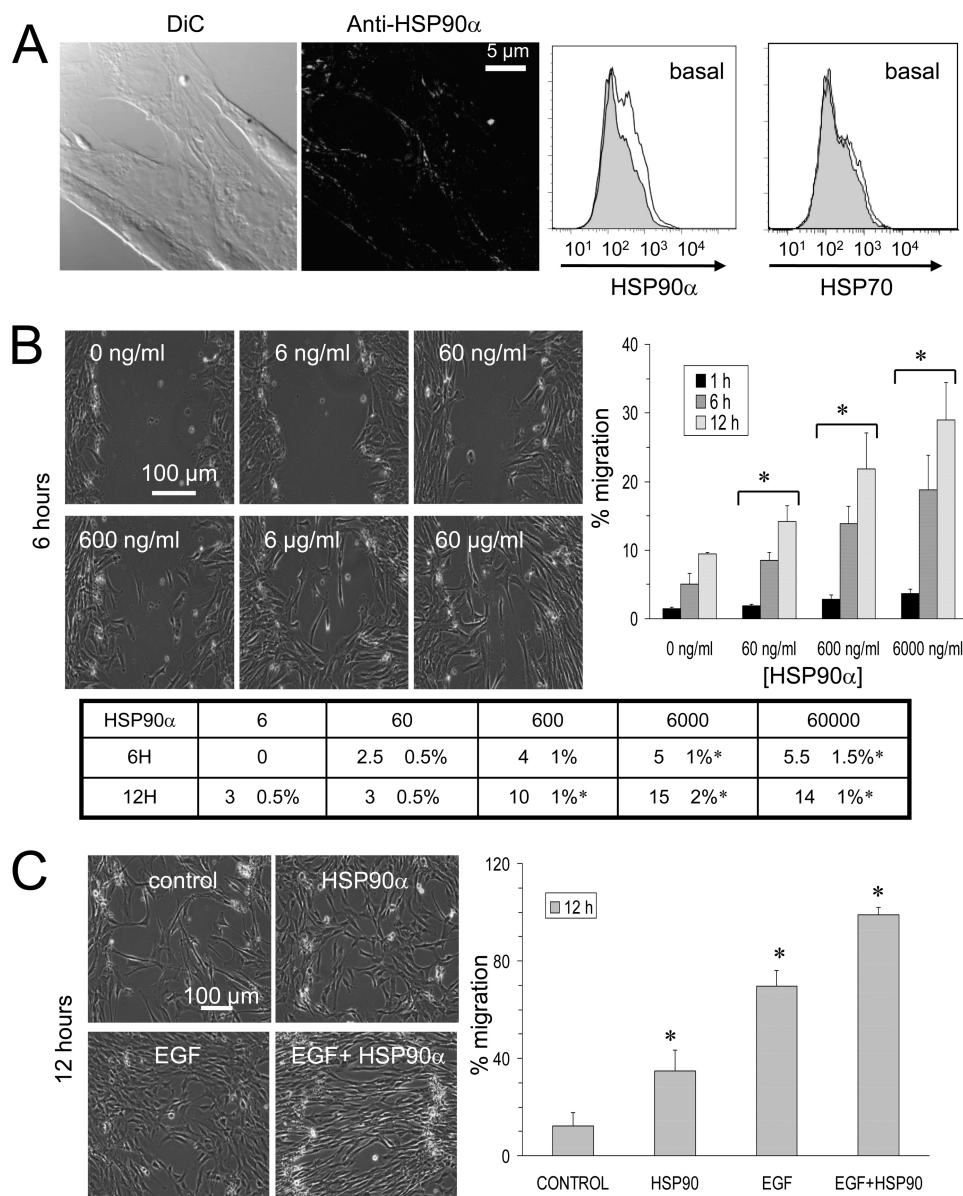 A
DiC
Anti-HSP90α
5 µm
basal
10¹ 10² 10³ 10⁴
HSP90α
basal
10¹ 10² 10³ 10⁴
HSP70
B
6 hours
0 ng/ml
6 ng/ml
60 ng/ml
100 µm
600 ng/ml
6 µg/ml
60 µg/ml
% migration
40
30
20
10
0
1 h
6 h
12 h
*
*
*
0 ng/ml
60 ng/ml
600 ng/ml
6000 ng/ml
[HSP90α]
HSP90α 6 60 600 6000 60000
6H 0 2.5 0.5% 4 1% 5 1%* 5.5 1.5%*
12H 3 0.5% 3 0.5% 10 1%* 15 2%* 14 1%*
C
12 hours
control
HSP90α
100 µm
EGF
EGF+ HSP90α
% migration
120
80
40
0
12 h
*
*
*
CONTROL
HSP90
EGF
EGF+HSP90